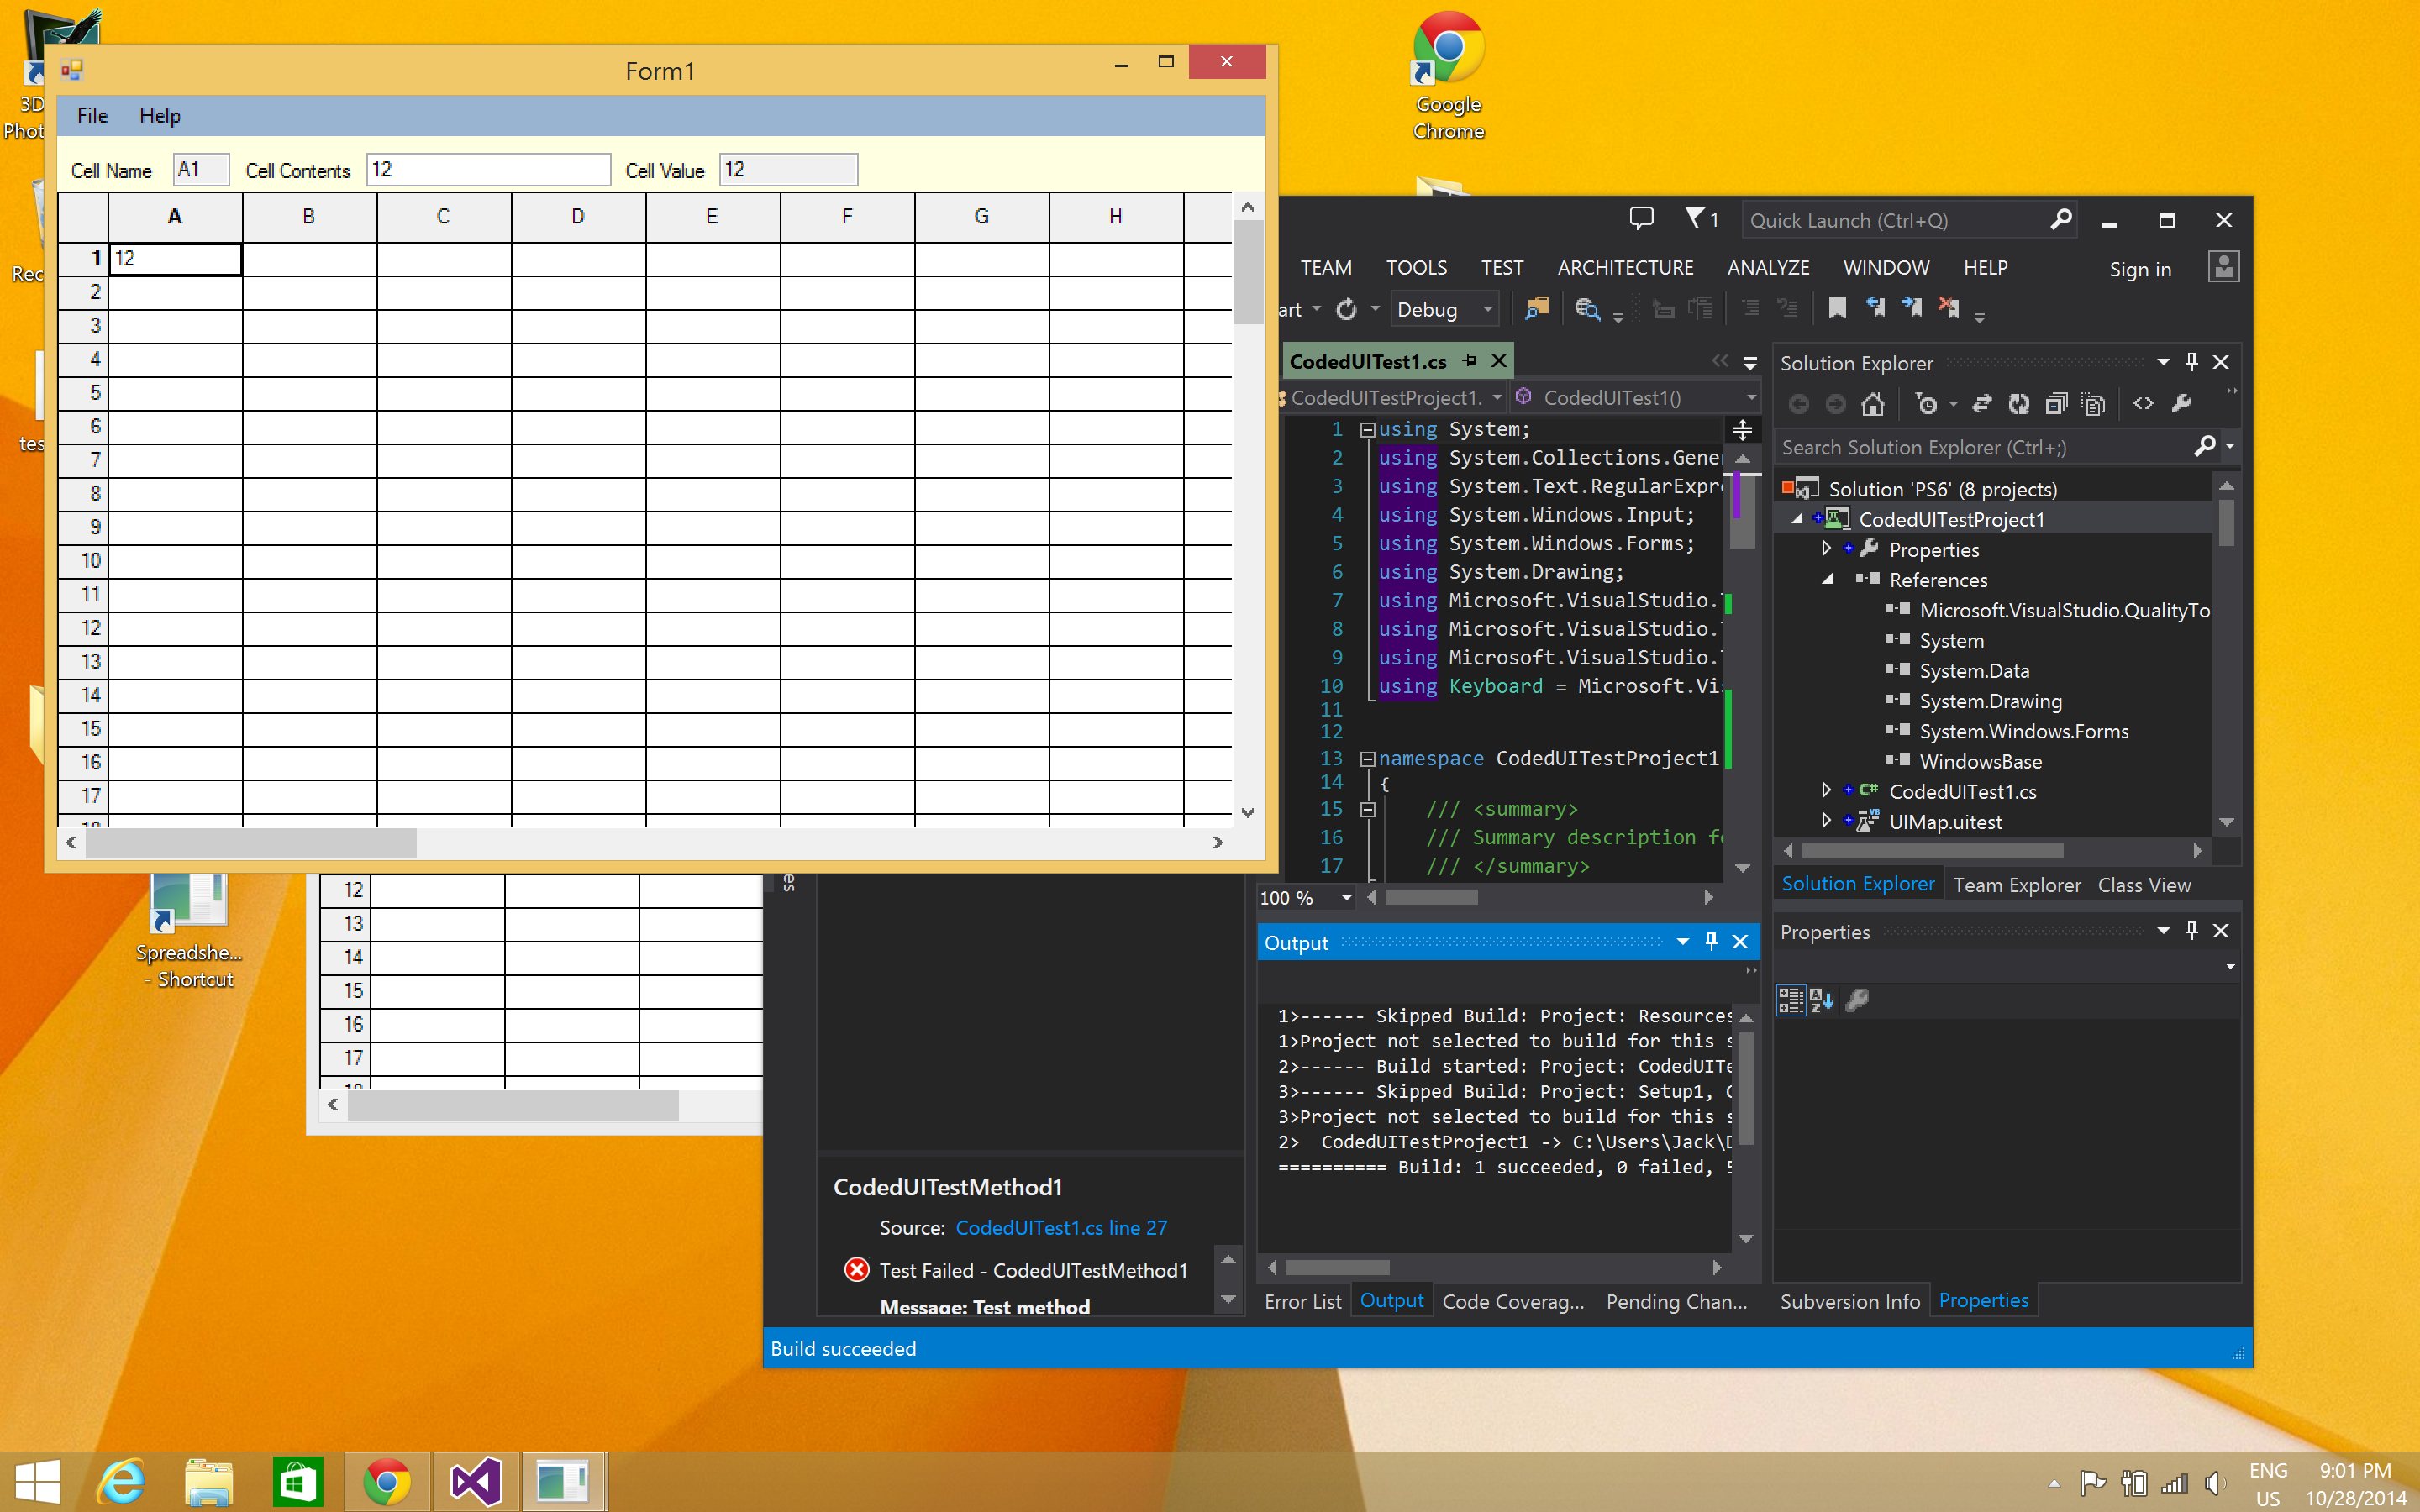 3D
Phot
Rec
tes
Google
Chrome
Form1
File Help
Cell Name A1 Cell Contents 12 Cell Value 12
A B C D E F G H
1 12
2
3
4
5
6
7
8
9
10
11
12
13
14
15
16
17
12
13
14
15
16
17
Spreadshe...
- Shortcut
1 Quick Launch (Ctrl+Q)
TEAM TOOLS TEST ARCHITECTURE ANALYZE WINDOW HELP Sign in
art Debug
CodedUITest1.cs
CodedUITestProject1. CodedUITest1()
1 using System;
2 using System.Collections.Gener
3 using System.Text.RegularExpre
4 using System.Windows.Input;
5 using System.Windows.Forms;
6 using System.Drawing;
7 using Microsoft.VisualStudio.T
8 using Microsoft.VisualStudio.T
9 using Microsoft.VisualStudio.T
10 using Keyboard = Microsoft.Vis
11
12
13 namespace CodedUITestProject1
14 {
15 /// <summary>
16 /// Summary description fo
17 /// </summary>
100 %
Solution Explorer
Search Solution Explorer (Ctrl+;)
Solution 'PS6' (8 projects)
CodedUITestProject1
Properties
References
Microsoft.VisualStudio.QualityToo
System
System.Data
System.Drawing
System.Windows.Forms
WindowsBase
CodedUITest1.cs
UIMap.uitest
Solution Explorer Team Explorer Class View
Properties
Output
1>------ Skipped Build: Project: Resources
1>Project not selected to build for this s
2>------ Build started: Project: CodedUITe
3>------ Skipped Build: Project: Setup1, C
3>Project not selected to build for this s
2> CodedUITestProject1 -> C:\Users\Jack\D
========== Build: 1 succeeded, 0 failed, 5
Error List Output Code Coverag... Pending Chan...
Subversion Info Properties
es
CodedUITestMethod1
Source: CodedUITest1.cs line 27
Test Failed - CodedUITestMethod1
Message: Test method
Build succeeded
ENG 9:01 PM
US 10/28/2014